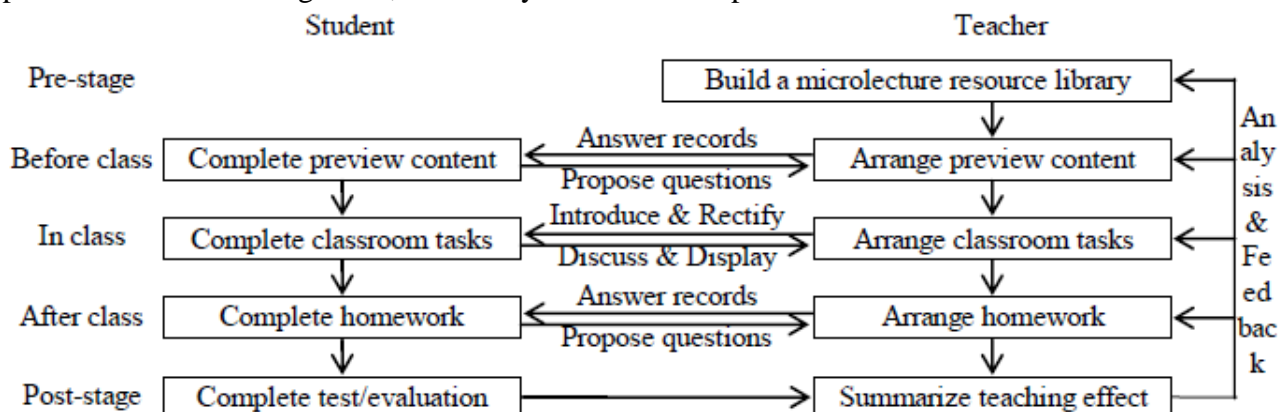 Student Teacher
Pre-stage Build a microlecture resource library
Answer records
Before class Complete preview content Arrange preview content
Propose questions
Introduce & Rectify
In class Complete classroom tasks Arrange classroom tasks
Discuss & Display
Answer records
After class Complete homework Arrange homework
Propose questions
Post-stage Complete test/evaluation Summarize teaching effect
An
aly
sis
&
Fe
ed
bac
k